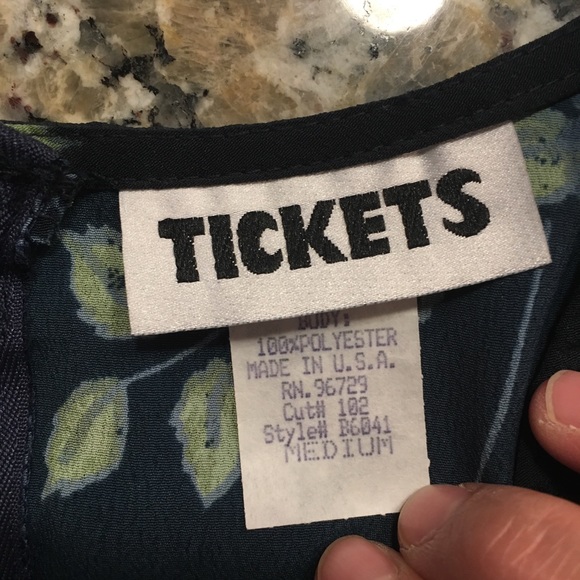 TICKETS
BODY:
100%POLYESTER
MADE IN U.S.A.
RN.96729
Cut# 102
Style# B6041
MEDIUM